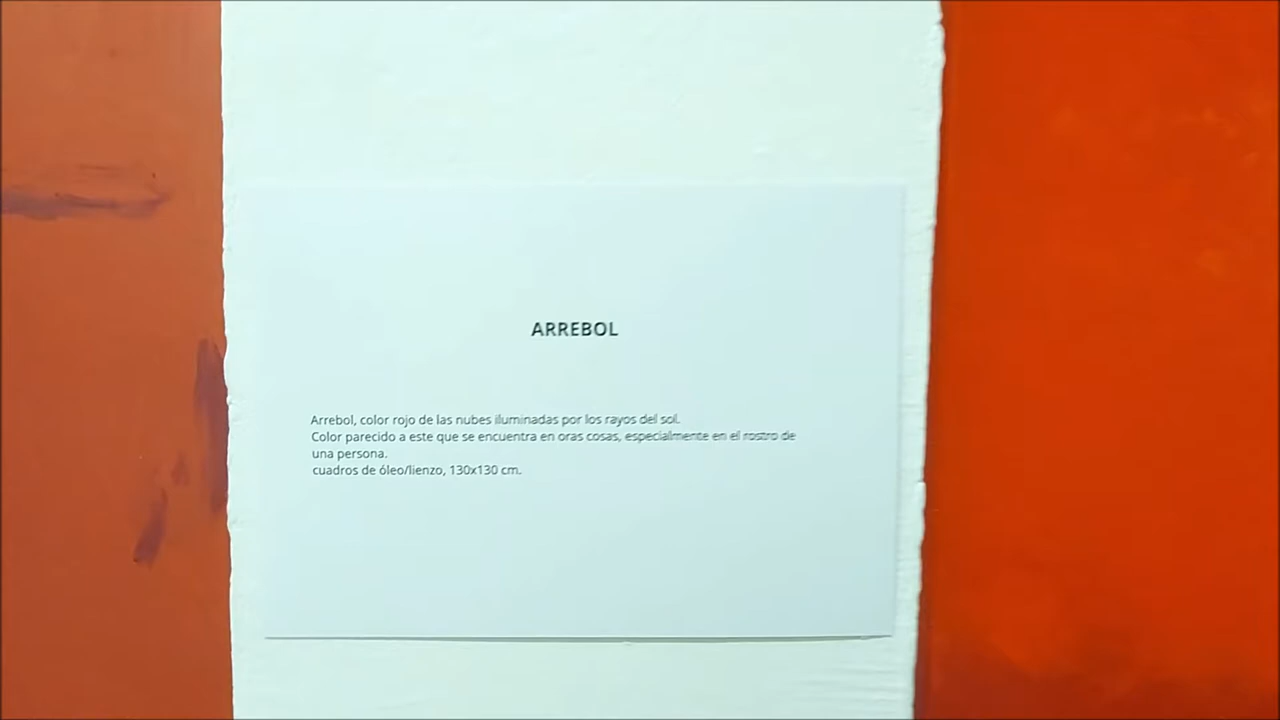 ARREBOL
Arrebol, color rojo de las nubes iluminadas por los rayos del sol.
Color parecido a este que se encuentra en oras cosas, especialmente en el rostro de
una persona.
cuadros de óleo/lienzo, 130x130 cm.